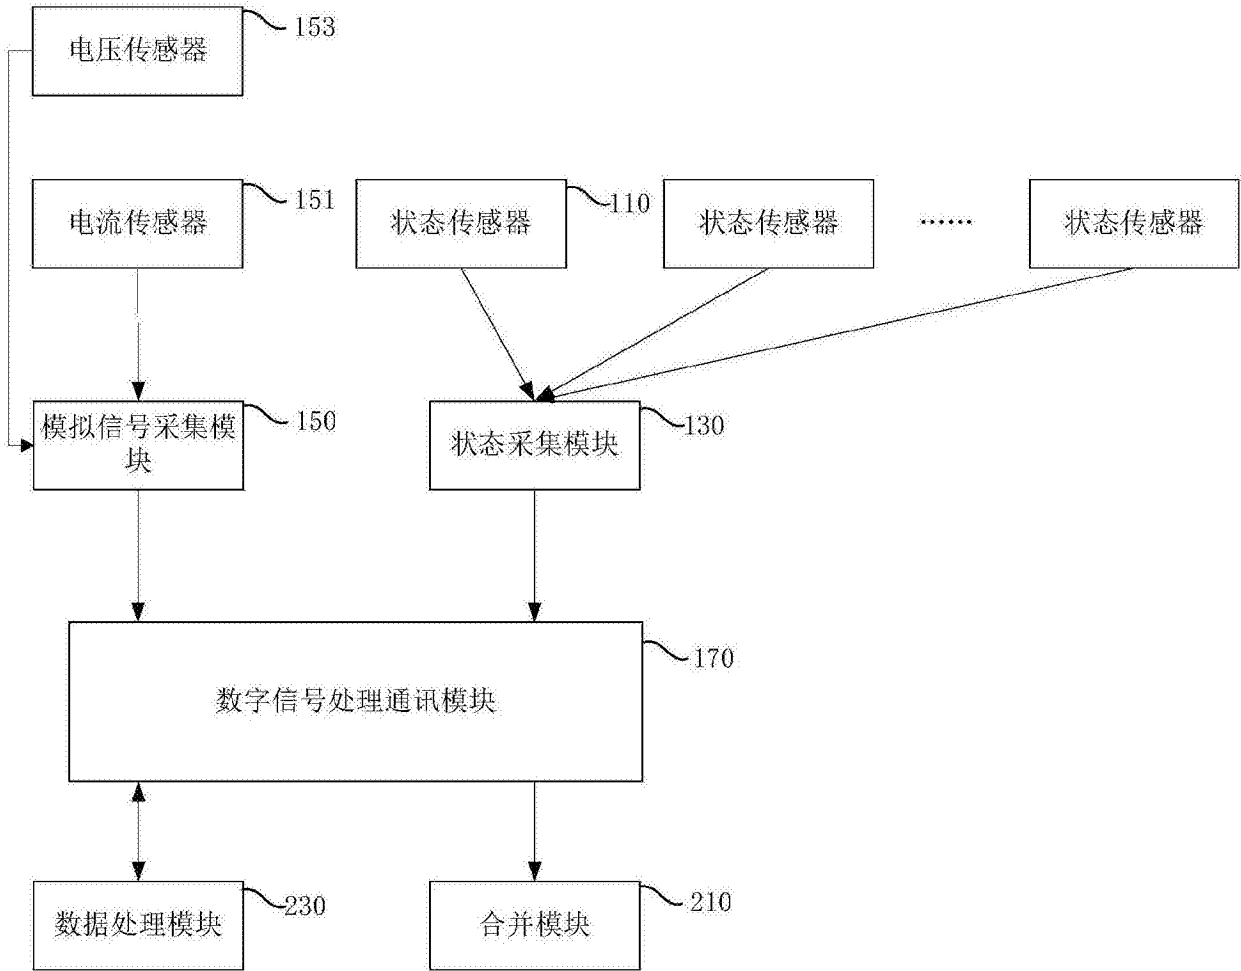 电压传感器
153
电流传感器
151
状态传感器
110
状态传感器
……
状态传感器
模拟信号采集模
块
150
状态采集模块
130
数字信号处理通讯模块
170
数据处理模块
230
合并模块
210